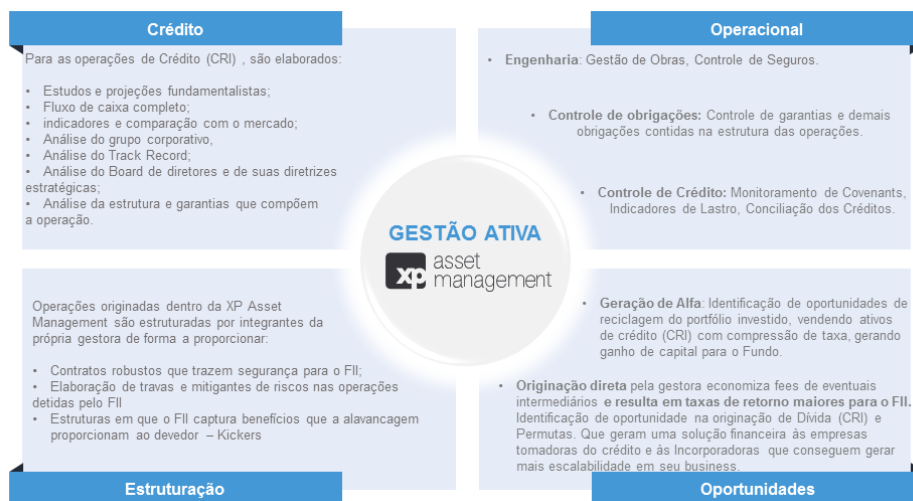 Crédito
Para as operações de Crédito (CRI) , são elaborados:
• Estudos e projeções fundamentalistas;
• Fluxo de caixa completo;
• indicadores e comparação com o mercado;
• Análise do grupo corporativo,
• Análise do Track Record;
• Análise do Board de diretores e de suas diretrizes
estratégicas;
• Análise da estrutura e garantias que compõem
a operação.
Operacional
• Engenharia: Gestão de Obras, Controle de Seguros.
• Controle de obrigações: Controle de garantias e demais
obrigações contidas na estrutura das operações.
• Controle de Crédito: Monitoramento de Covenants,
Indicadores de Lastro, Conciliação dos Créditos.
GESTÃO ATIVA
xp asset
management
Operações originadas dentro da XP Asset
Management são estruturadas por integrantes da
própria gestora de forma a proporcionar:
• Contratos robustos que trazem segurança para o FII;
• Elaboração de travas e mitigantes de riscos nas operações
detidas pelo FII
• Estruturas em que o FII captura benefícios que a alavancagem
proporcionam ao devedor – Kickers
Estruturação
• Geração de Alfa: Identificação de oportunidades de
reciclagem do portfólio investido, vendendo ativos
de crédito (CRI) com compressão de taxa, gerando
ganho de capital para o Fundo.
• Originação direta pela gestora economiza fees de eventuais
intermediários e resulta em taxas de retorno maiores para o FII.
Identificação de oportunidade na originação de Dívida (CRI) e
Permutas. Que geram uma solução financeira às empresas
tomadoras do crédito e às Incorporadoras que conseguem gerar
mais escalabilidade em seu business.
Oportunidades